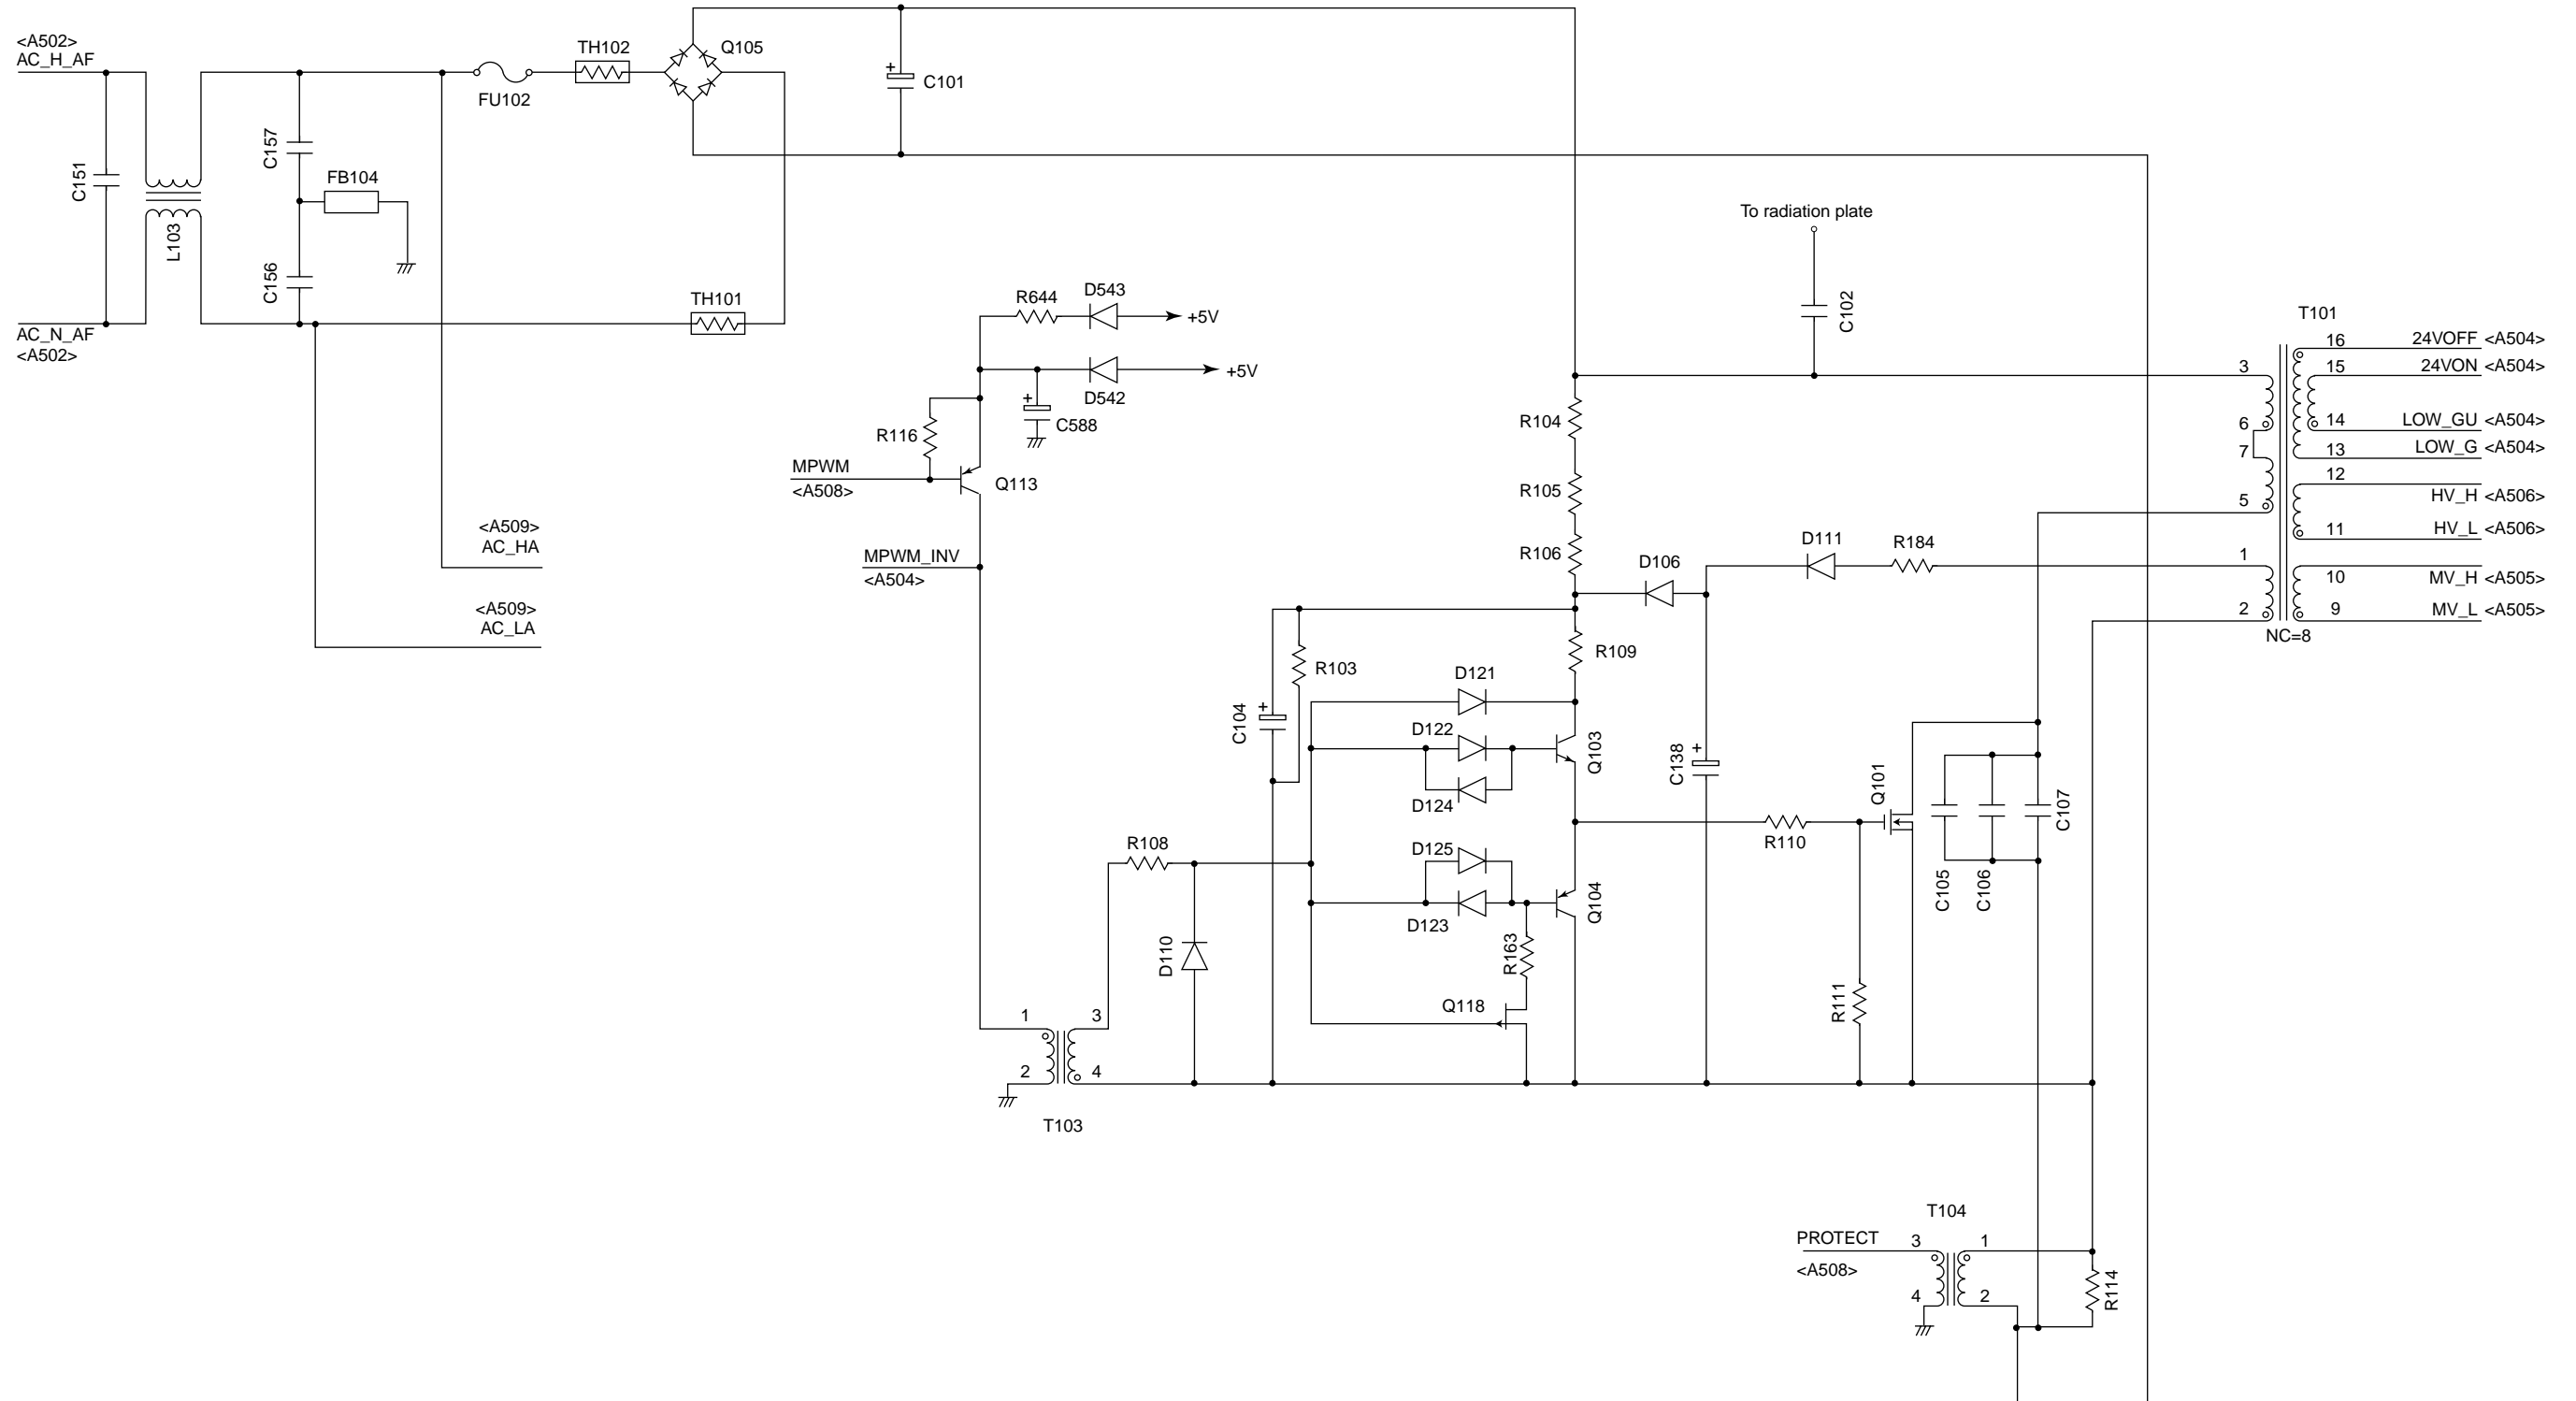 <A502>
AC_H_AF
TH102
Q105
FU102
C101
C151
L103
C157
FB104
C156
TH101
AC_N_AF
<A502>
To radiation plate
C102
R644
D543
+5V
D542
+5V
C588
R116
MPWM
<A508>
Q113
<A509>
AC_HA
MPWM_INV
<A504>
<A509>
AC_LA
R104
R105
R106
D106
D111
R184
T101
3
6
7
5
1
2
16
15
14
13
12
11
10
9
24VOFF <A504>
24VON <A504>
LOW_GU <A504>
LOW_G <A504>
HV_H <A506>
HV_L <A506>
MV_H <A505>
MV_L <A505>
NC=8
R103
R109
C104
D121
D122
D124
Q103
C138
Q101
C107
R108
D125
D123
Q104
R110
C105
C106
D110
R163
Q118
R111
1
3
2
4
T103
T104
PROTECT
<A508>
3
1
4
2
R114
+
+
+
+